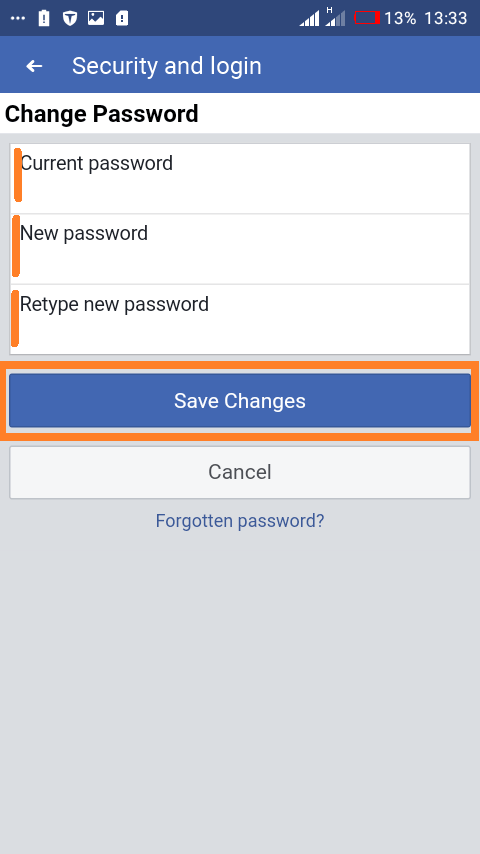 H 13% 13:33
Security and login
Change Password
Current password
New password
Retype new password
Save Changes
Cancel
Forgotten password?